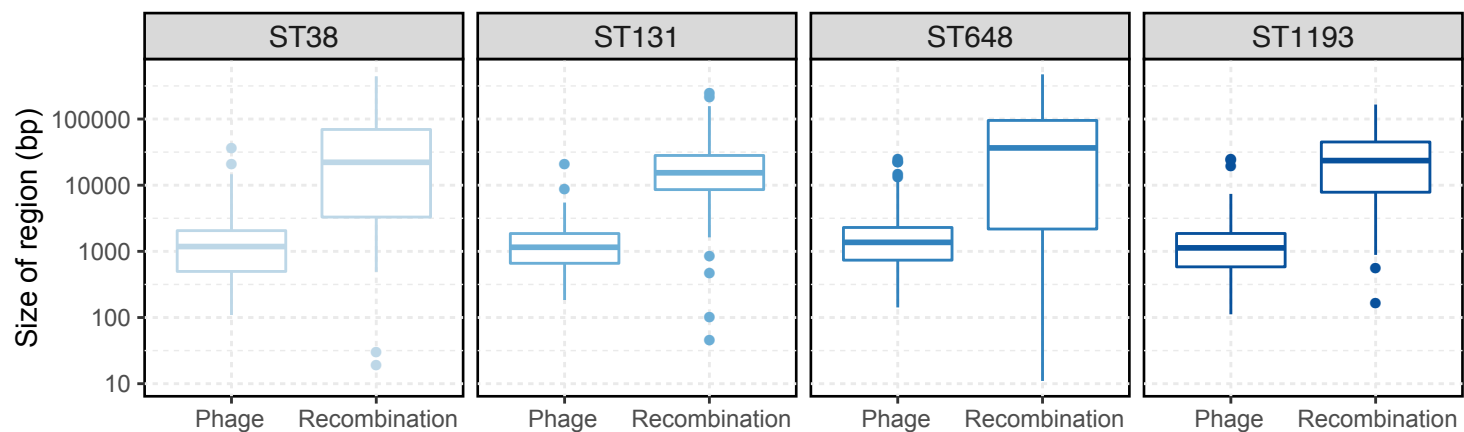 ST38 ST131 ST648 ST1193
Size of region (bp)
100000
10000
1000
100
10
Phage Recombination Phage Recombination Phage Recombination Phage Recombination